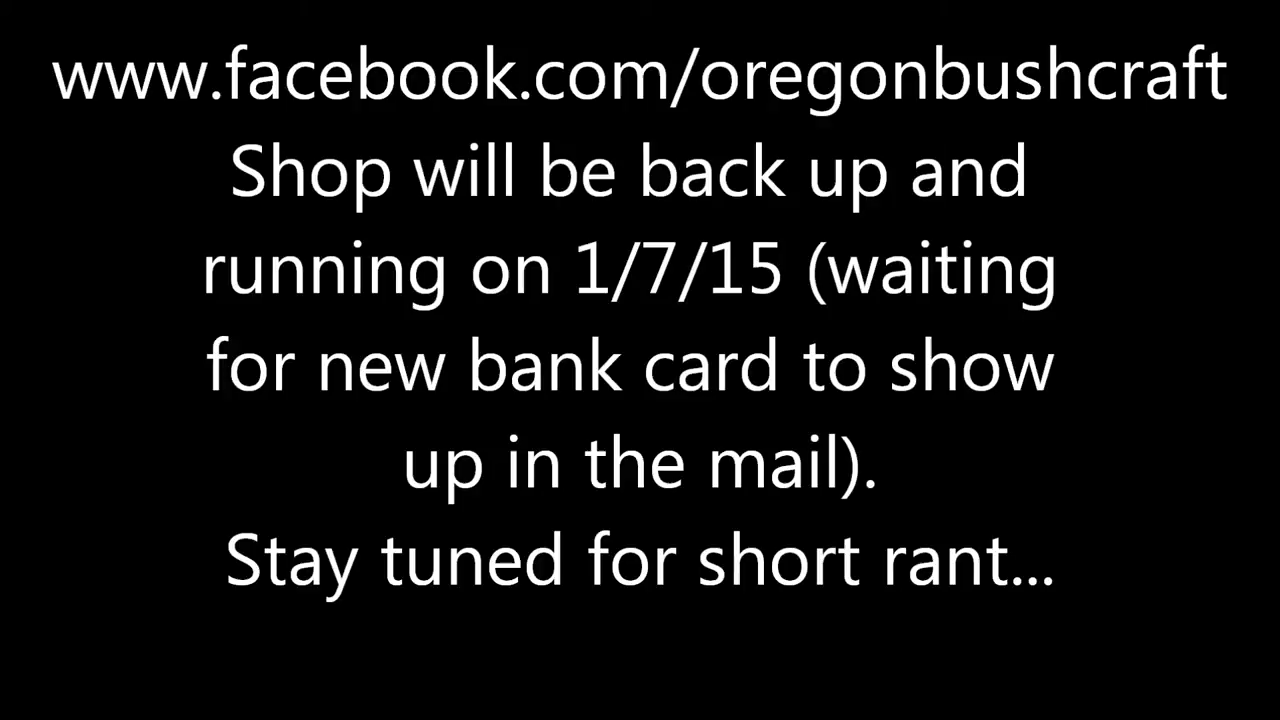 www.facebook.com/oregonbushcraft
Shop will be back up and
running on 1/7/15 (waiting
for new bank card to show
up in the mail).
Stay tuned for short rant...